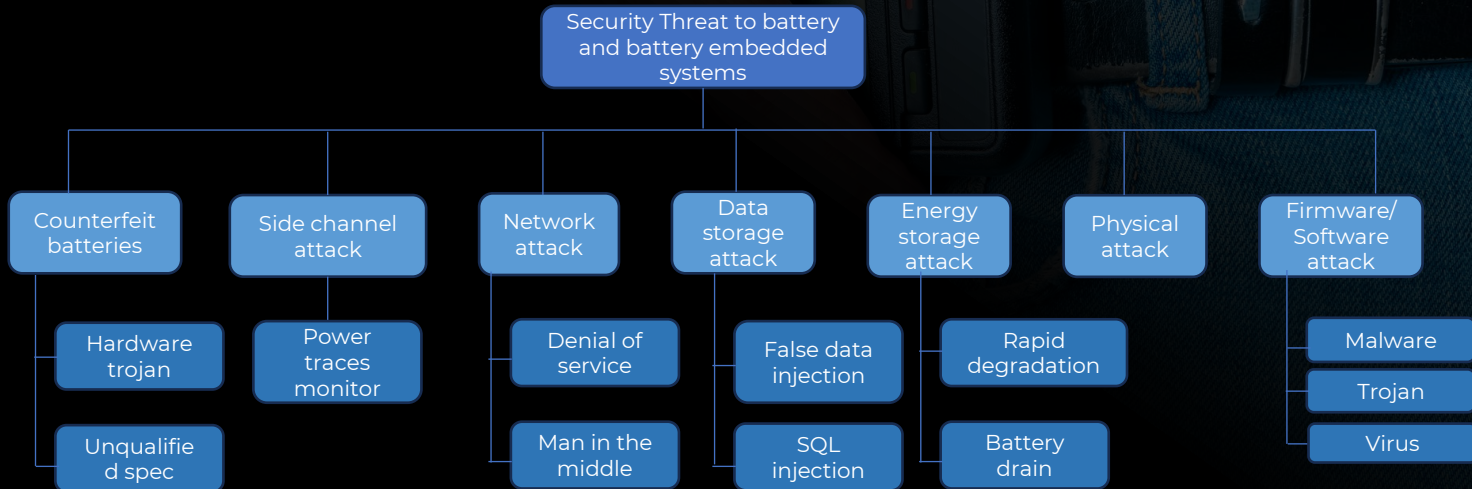 Security Threat to battery
and battery embedded
systems
Counterfeit
batteries
Side channel
attack
Network
attack
Data
storage
attack
Energy
storage
attack
Physical
attack
Firmware/
Software
attack
Hardware
trojan
Unqualifie
d spec
Power
traces
monitor
Denial of
service
Man in the
middle
False data
injection
SQL
injection
Rapid
degradation
Battery
drain
Malware
Trojan
Virus